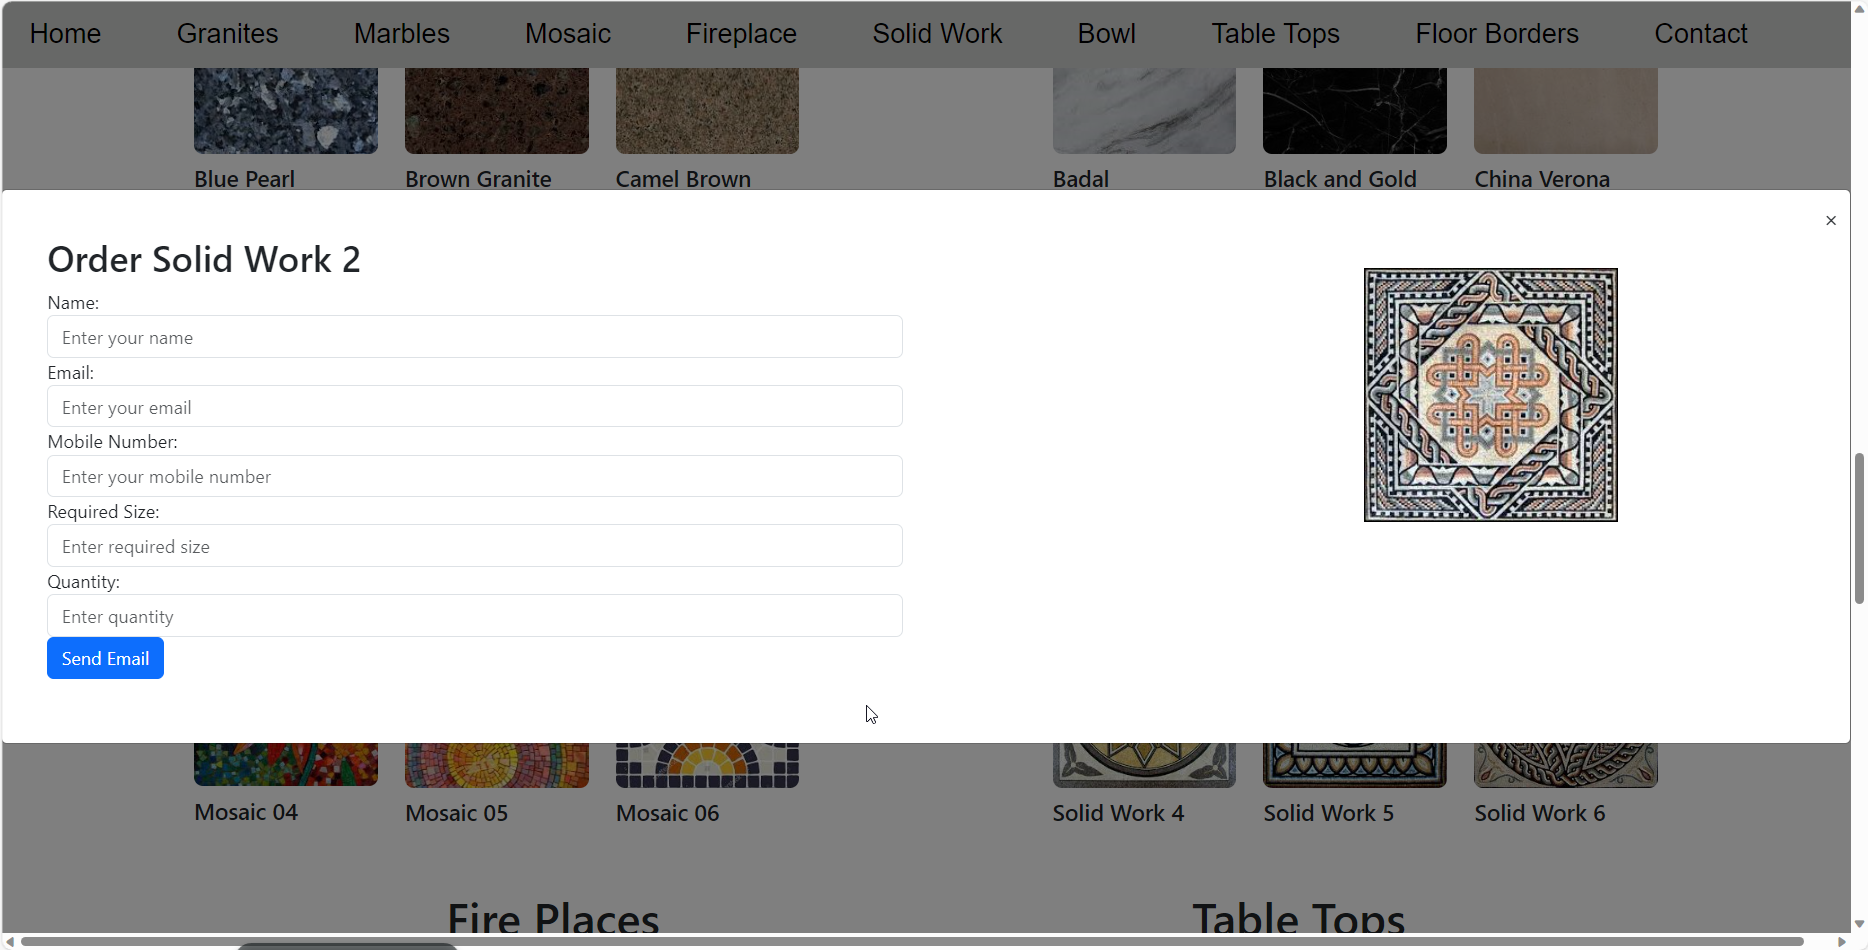 Home Granites Marbles Mosaic Fireplace Solid Work Bowl Table Tops Floor Borders Contact
Blue Pearl Brown Granite Camel Brown Badal Black and Gold China Verona
×
Order Solid Work 2
Name:
Enter your name
Email:
Enter your email
Mobile Number:
Enter your mobile number
Required Size:
Enter required size
Quantity:
Enter quantity
Send Email
Mosaic 04 Mosaic 05 Mosaic 06 Solid Work 4 Solid Work 5 Solid Work 6
Fire Places Table Tops